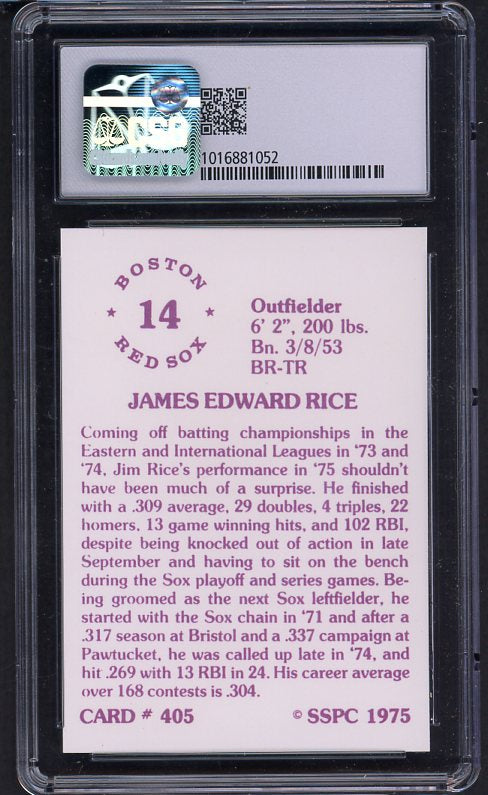 CSG
1016881052
BOSTON
★ 14 ★
RED SOX
Outfielder
6' 2", 200 lbs.
Bn. 3/8/53
BR-TR
JAMES EDWARD RICE
Coming off batting championships in the
Eastern and International Leagues in '73 and
'74, Jim Rice's performance in '75 shouldn't
have been much of a surprise. He finished
with a .309 average, 29 doubles, 4 triples, 22
homers, 13 game winning hits, and 102 RBI,
despite being knocked out of action in late
September and having to sit on the bench
during the Sox playoff and series games. Be-
ing groomed as the next Sox leftfielder, he
started with the Sox chain in '71 and after a
.317 season at Bristol and a .337 campaign at
Pawtucket, he was called up late in '74, and
hit .269 with 13 RBI in 24. His career average
over 168 contests is .304.
CARD # 405 © SSPC 1975